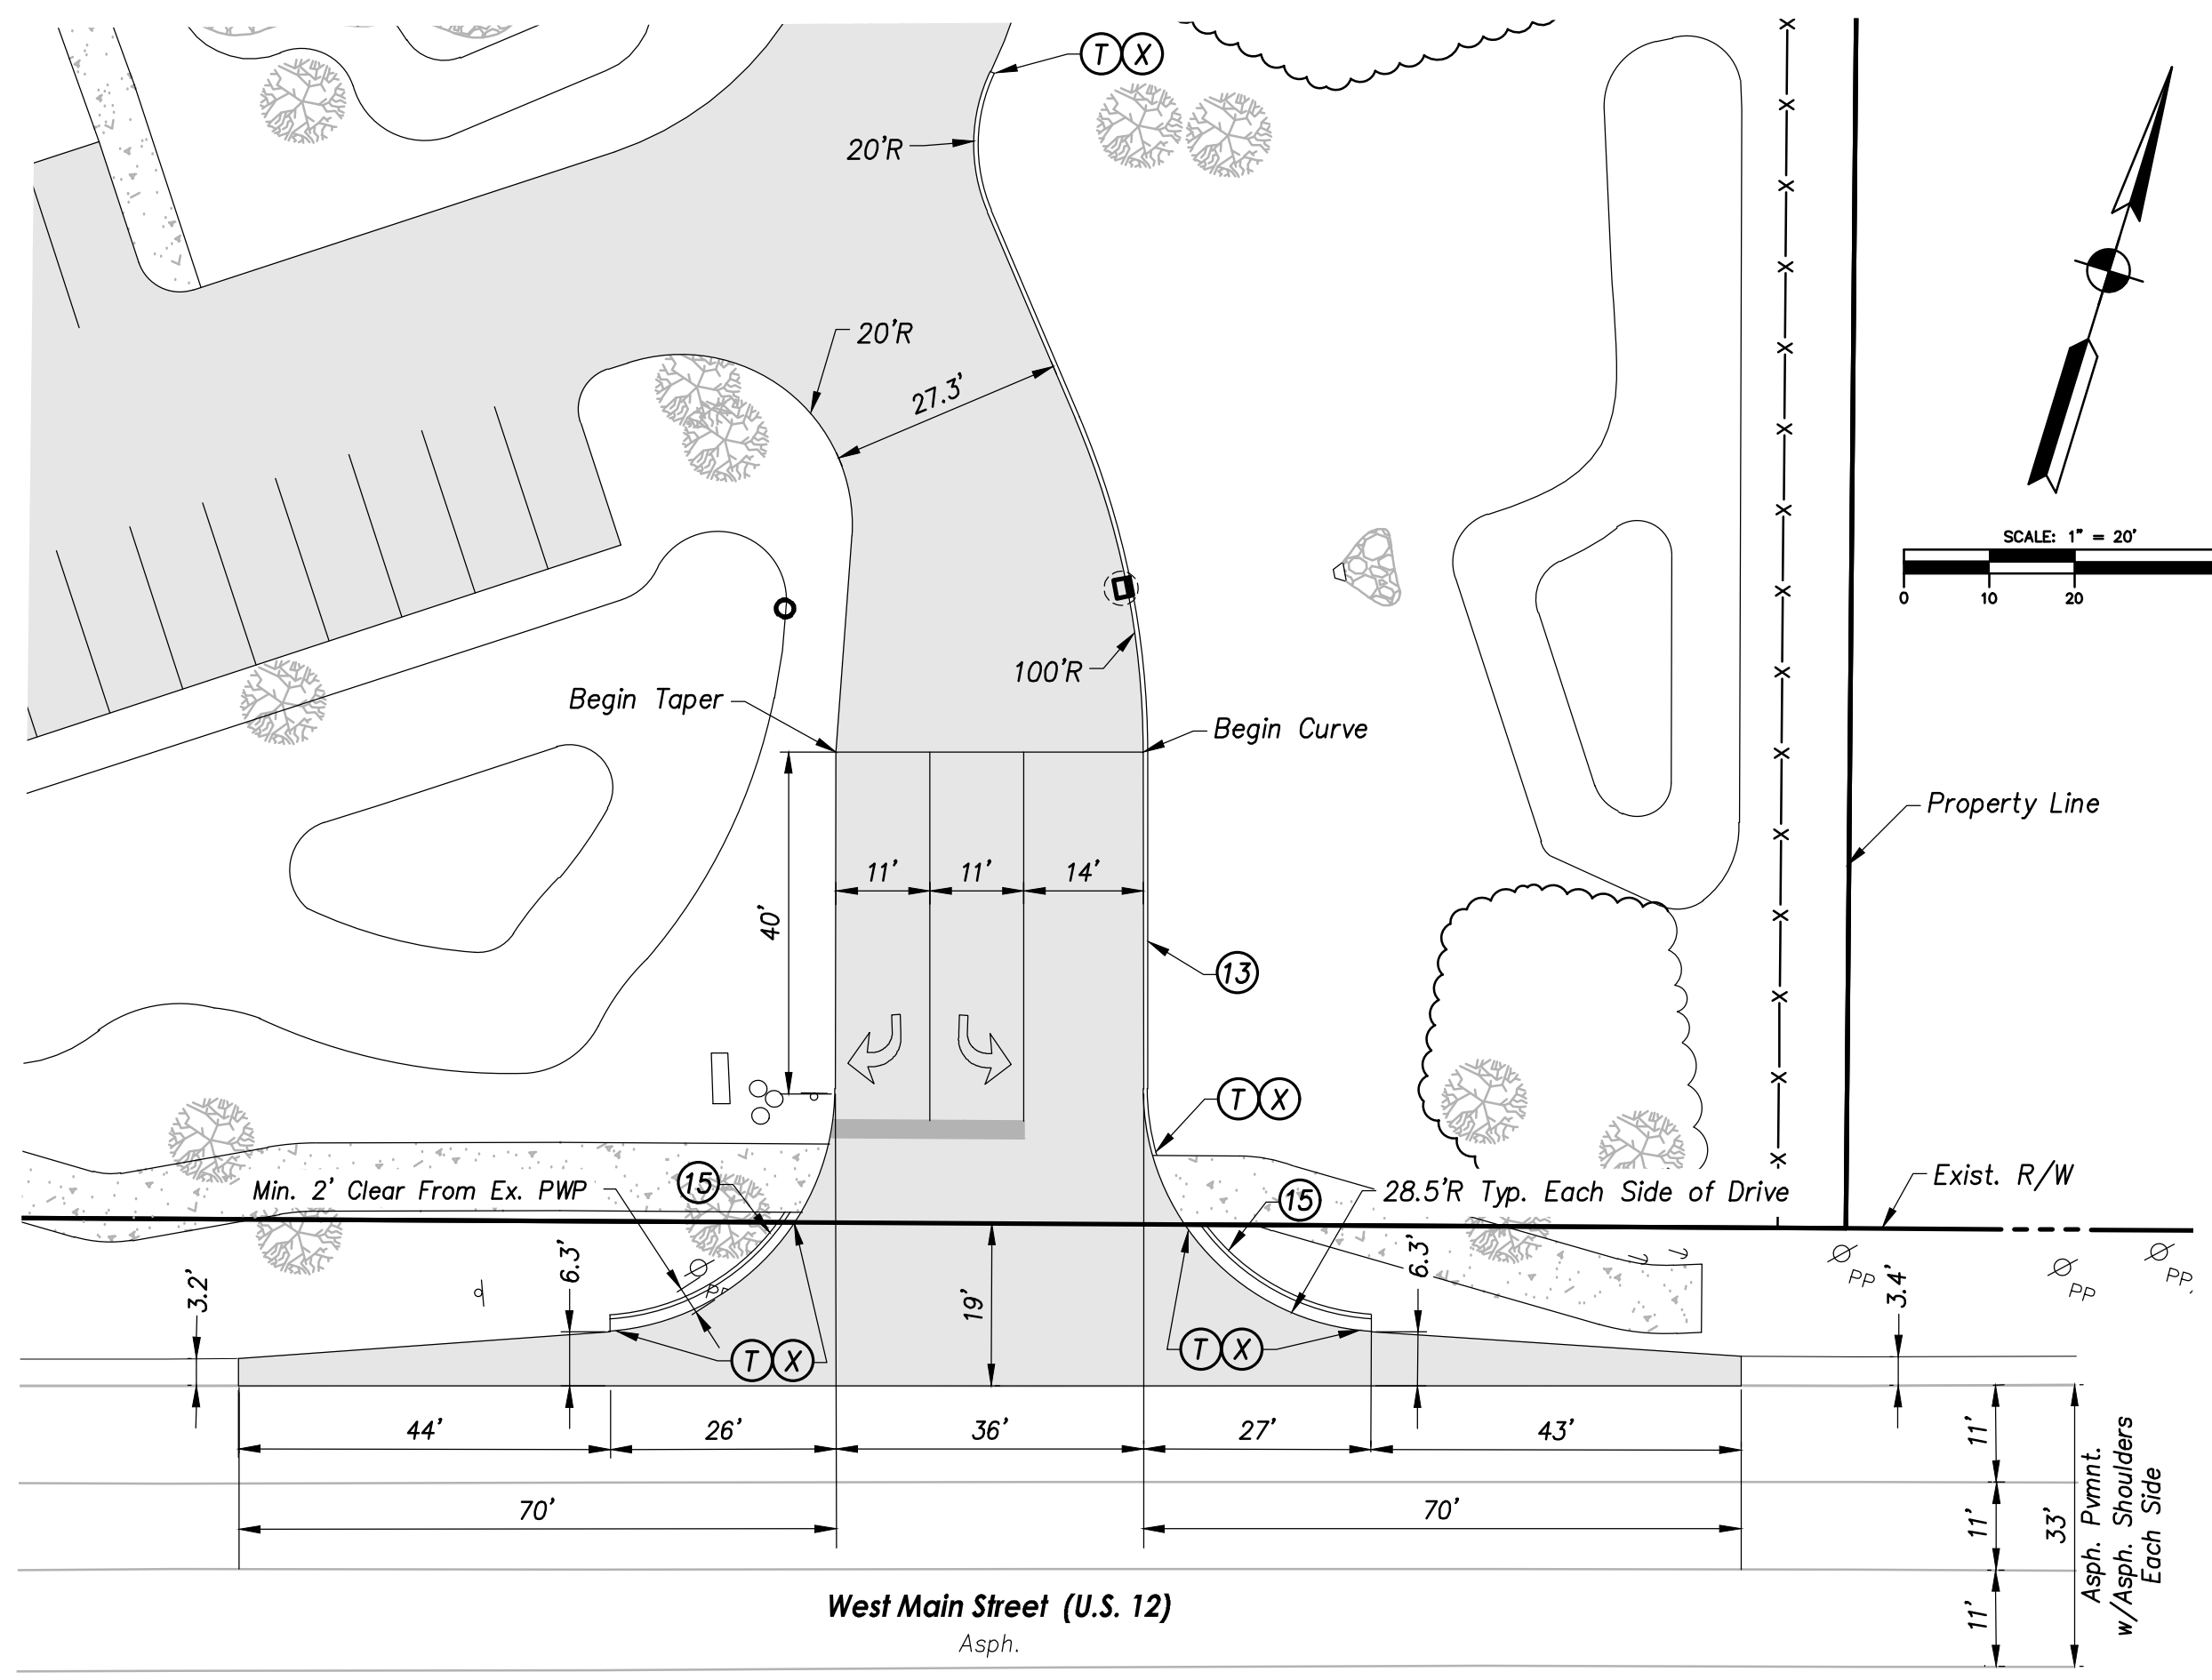 T X
20'R
20'R
27.3'
SCALE: 1" = 20'
0 10 20
100'R
Begin Taper
Begin Curve
Property Line
11' 11' 14'
40'
13
T X
15
Min. 2' Clear From Ex. PWP
15
28.5'R Typ. Each Side of Drive
Exist. R/W
PP
PP
PP
3.2'
6.3'
19'
6.3'
3.4'
T X
T X
44' 26' 36' 27' 43'
70' 70'
11'
11'
11'
33'
Asph. Pvmnt.
w/Asph. Shoulders
Each Side
West Main Street (U.S. 12)
Asph.